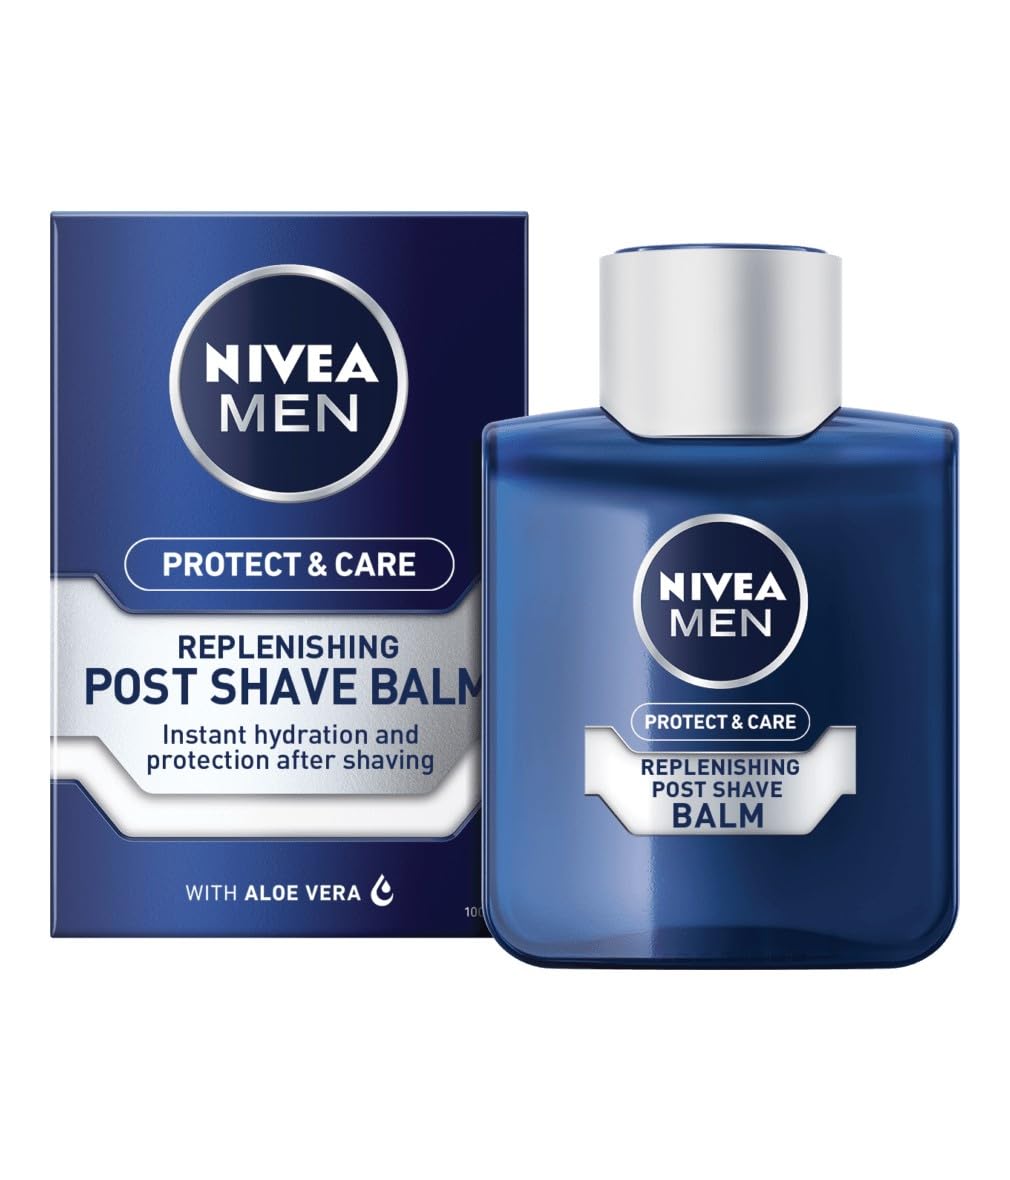 NIVEA
MEN
PROTECT & CARE
REPLENISHING
POST SHAVE BALM
Instant hydration and
protection after shaving
WITH ALOE VERA
NIVEA
MEN
PROTECT & CARE
REPLENISHING
POST SHAVE
BALM